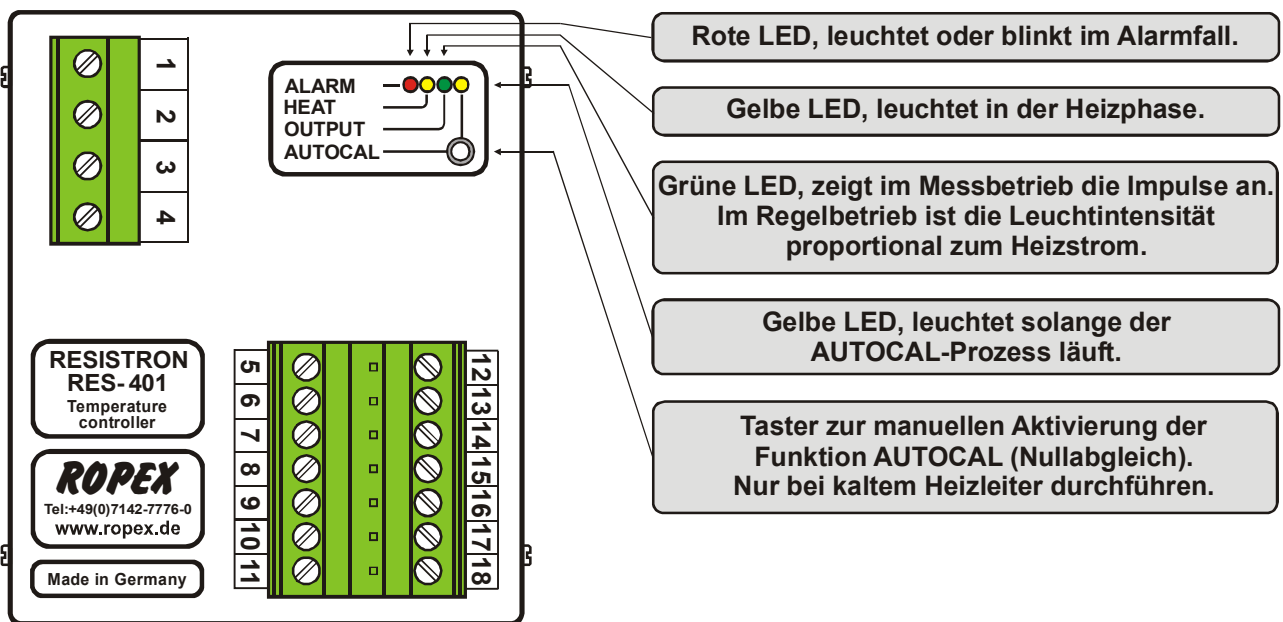 1
2
3
4
ALARM
HEAT
OUTPUT
AUTOCAL
Rote LED, leuchtet oder blinkt im Alarmfall.
Gelbe LED, leuchtet in der Heizphase.
Grüne LED, zeigt im Messbetrieb die Impulse an.
Im Regelbetrieb ist die Leuchtintensität
proportional zum Heizstrom.
Gelbe LED, leuchtet solange der
AUTOCAL-Prozess läuft.
Taster zur manuellen Aktivierung der
Funktion AUTOCAL (Nullabgleich).
Nur bei kaltem Heizleiter durchführen.
RESISTRON
RES-401
Temperature
controller
ROPEX
Tel:+49(0)7142-7776-0
www.ropex.de
Made in Germany
5
6
7
8
9
10
11
12
13
14
15
16
17
18